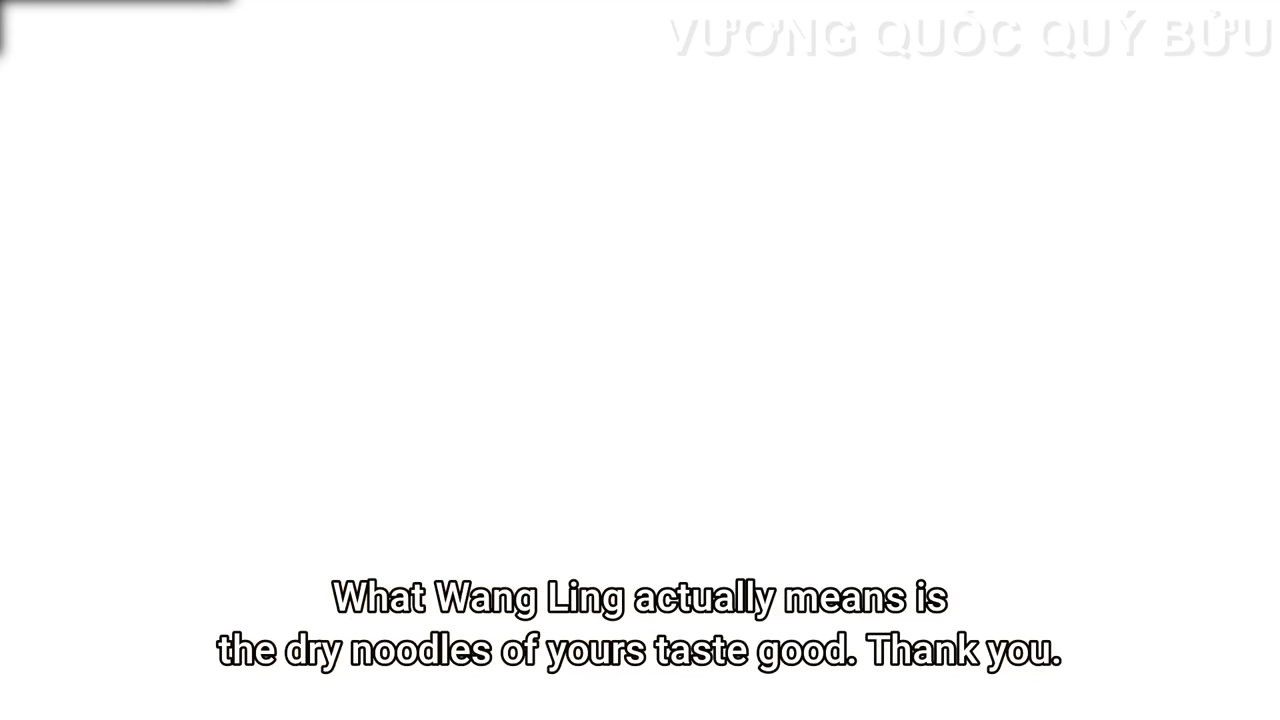 VƯƠNG QUỐC QUÝ BỬU
What Wang Ling actually means is
the dry noodles of yours taste good. Thank you.